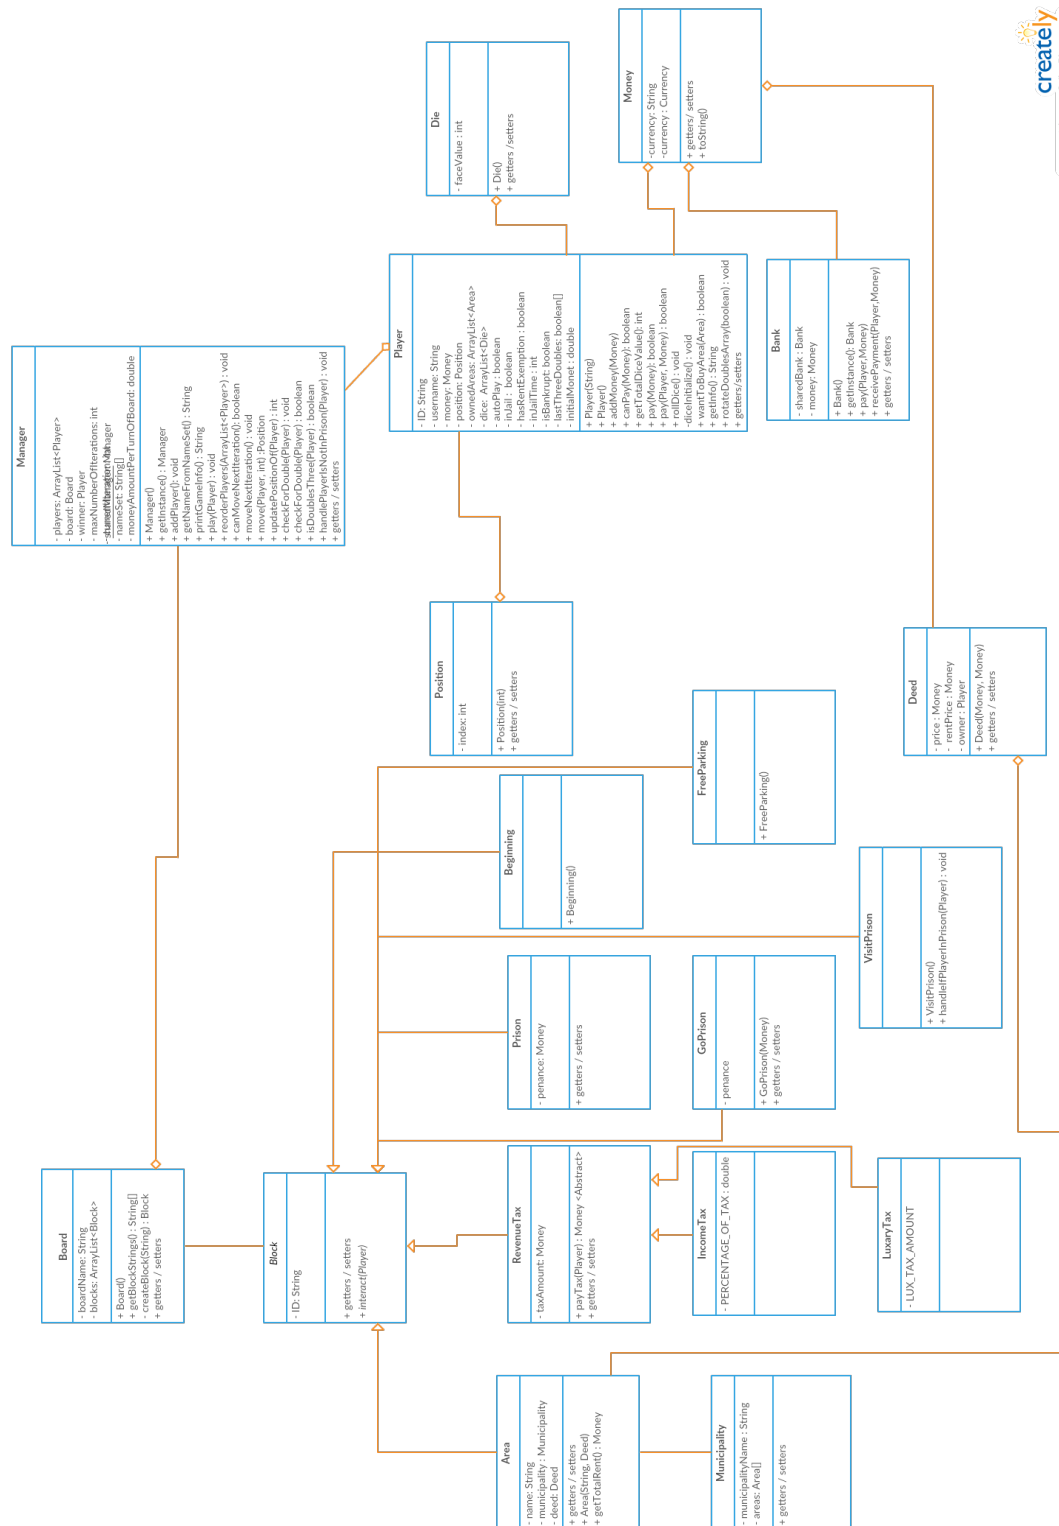 Manager
- players: ArrayList<Player>
- board: Board
- winner: Player
- maxNumberOfIterations: int
- nameSet: String[]
- moneyAmountPerTurnOfBoard: double
+ Manager()
+ getInstance() : Manager
+ addPlayer(): void
+ getNameFromNameSet() : String
+ printGameInfo() : String
+ play(Player) : void
+ reorderPlayers(ArrayList<Player>) : void
+ canMoveNextIteration(): boolean
+ moveNextIteration() : void
+ move(Player, int) :Position
+ updatePositionOf(Player) : int
+ checkForDouble(Player) : void
+ checkForDouble(Player) : boolean
+ isDoublesThree(Player) : boolean
+ handlePlayerIsNotInPrison(Player) : void
+ getters / setters
Board
- boardName: String
- blocks: ArrayList<Block>
+ Board()
+ getBlockStrings() : String[]
- createBlock(String) : Block
+ getters / setters
Block
- ID: String
+ getters / setters
+ interact(Player)
Player
- ID: String
- username: String
- money: Money
- position: Position
- ownedAreas: ArrayList<Area>
- dice: ArrayList<Die>
- autoPlay : boolean
- inJail : boolean
- hasRentExemption : boolean
- inJailTime : int
- isBankrupt: boolean
- lastThreeDoubles: boolean[]
- initialMonet : double
+ Player(String)
+ Player()
+ addMoney(Money)
+ canPay(Money): boolean
+ getTotalDiceValue(): int
+ pay(Money): boolean
+ pay(Player, Money) : boolean
+ rollDice() : void
-diceInitialize() : void
+ wantToBuyArea(Area) : boolean
+ getInfo() : String
+ rotateDoublesArray(boolean) : void
+ getters/setters
Die
- faceValue : int
+ Die()
+ getters /setters
Position
- index: int
+ Position(int)
+ getters / setters
Area
- name: String
- municipality : Municipality
- deed: Deed
+ getters / setters
+ Area(String, Deed)
+ getTotalRent() : Money
RevenueTax
- taxAmount: Money
+ payTax(Player) : Money <Abstract>
+ getters / setters
Prison
- penance: Money
+ getters / setters
Beginning
+ Beginning()
Money
-currency: String
-currency : Currency
+ getters/ setters
+ toString()
Municipality
- municipalityName : String
- areas: Area[]
+ getters / setters
IncomeTax
- PERCENTAGE_OF_TAX : double
GoPrison
- penance
+ GoPrison(Money)
+ getters / setters
FreeParking
+ FreeParking()
Bank
- sharedBank : Bank
- money: Money
+ Bank()
+ getInstance(): Bank
+ pay(Player,Money)
+ receivePayment(Player,Money)
+ getters / setters
LuxaryTax
- LUX_TAX_AMOUNT
VisitPrison
+ VisitPrison()
+ handleIfPlayerInPrison(Player) : void
Deed
- price : Money
- rentPrice : Money
- owner : Player
+ Deed(Money, Money)
+ getters / setters
creately